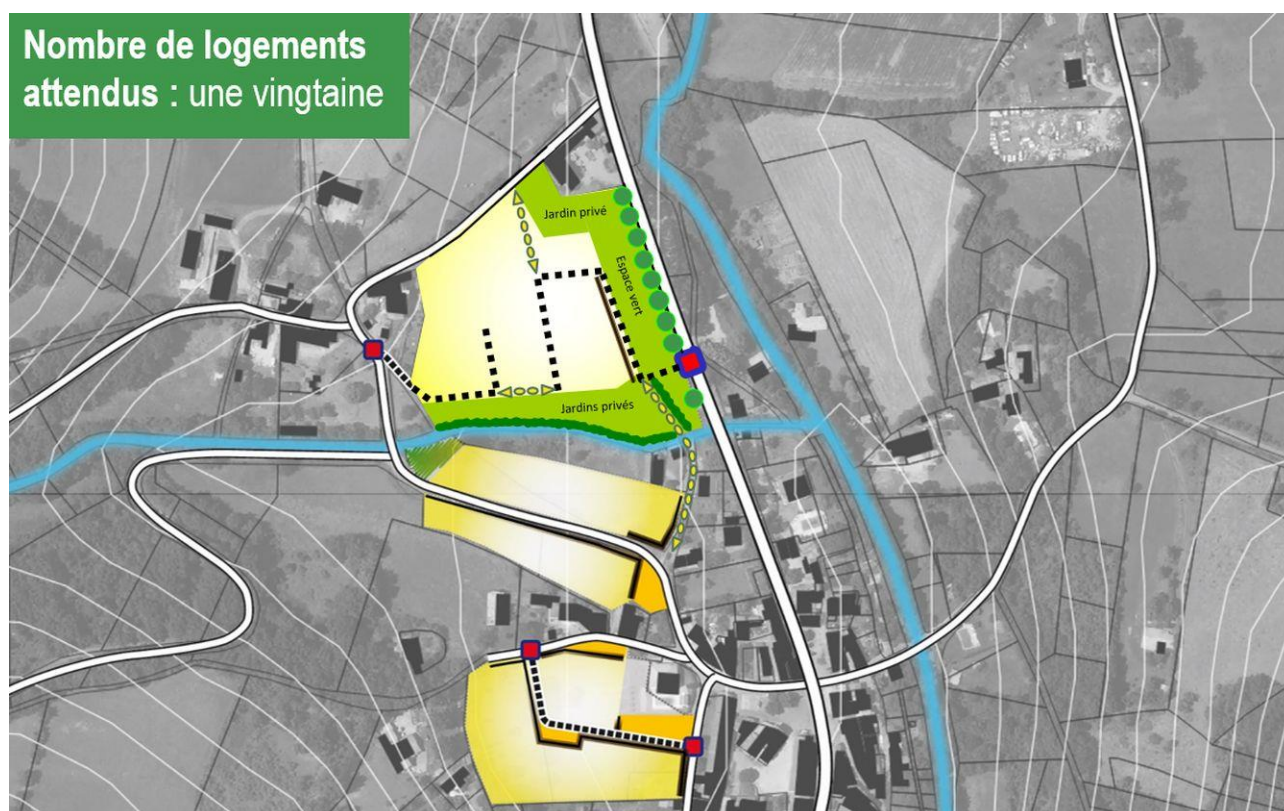 Nombre de logements
attendus : une vingtaine
Jardin privé
Espace vert
Jardins privés